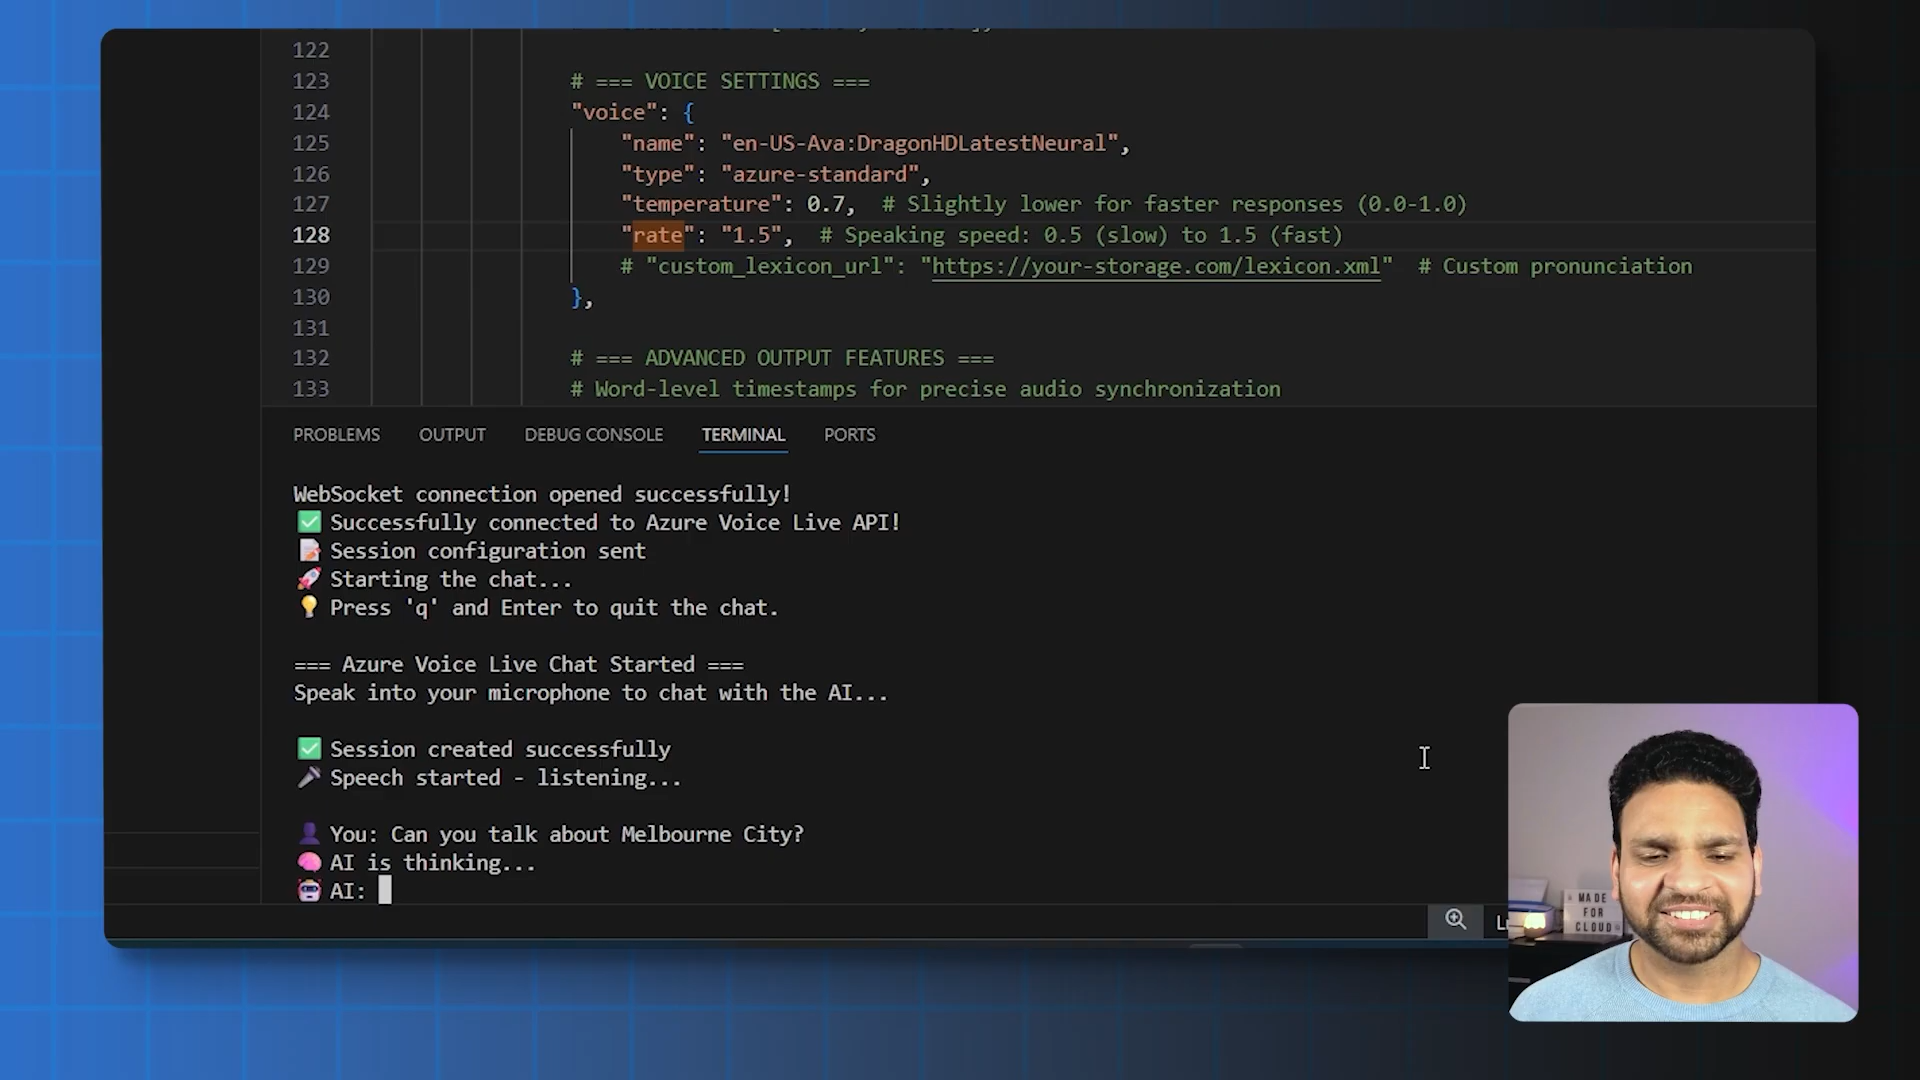 122
123 # === VOICE SETTINGS ===
124 "voice": {
125 "name": "en-US-Ava:DragonHDLatestNeural",
126 "type": "azure-standard",
127 "temperature": 0.7, # Slightly lower for faster responses (0.0-1.0)
128 "rate": "1.5", # Speaking speed: 0.5 (slow) to 1.5 (fast)
129 # "custom_lexicon_url": "https://your-storage.com/lexicon.xml" # Custom pronunciation
130 },
131
132 # === ADVANCED OUTPUT FEATURES ===
133 # Word-level timestamps for precise audio synchronization
PROBLEMS OUTPUT DEBUG CONSOLE TERMINAL PORTS
WebSocket connection opened successfully!
✅ Successfully connected to Azure Voice Live API!
📝 Session configuration sent
🚀 Starting the chat...
💡 Press 'q' and Enter to quit the chat.
=== Azure Voice Live Chat Started ===
Speak into your microphone to chat with the AI...
✅ Session created successfully
🎤 Speech started - listening...
👤 You: Can you talk about Melbourne City?
🧠 AI is thinking...
🤖 AI:
MADE
FOR
CLOUD